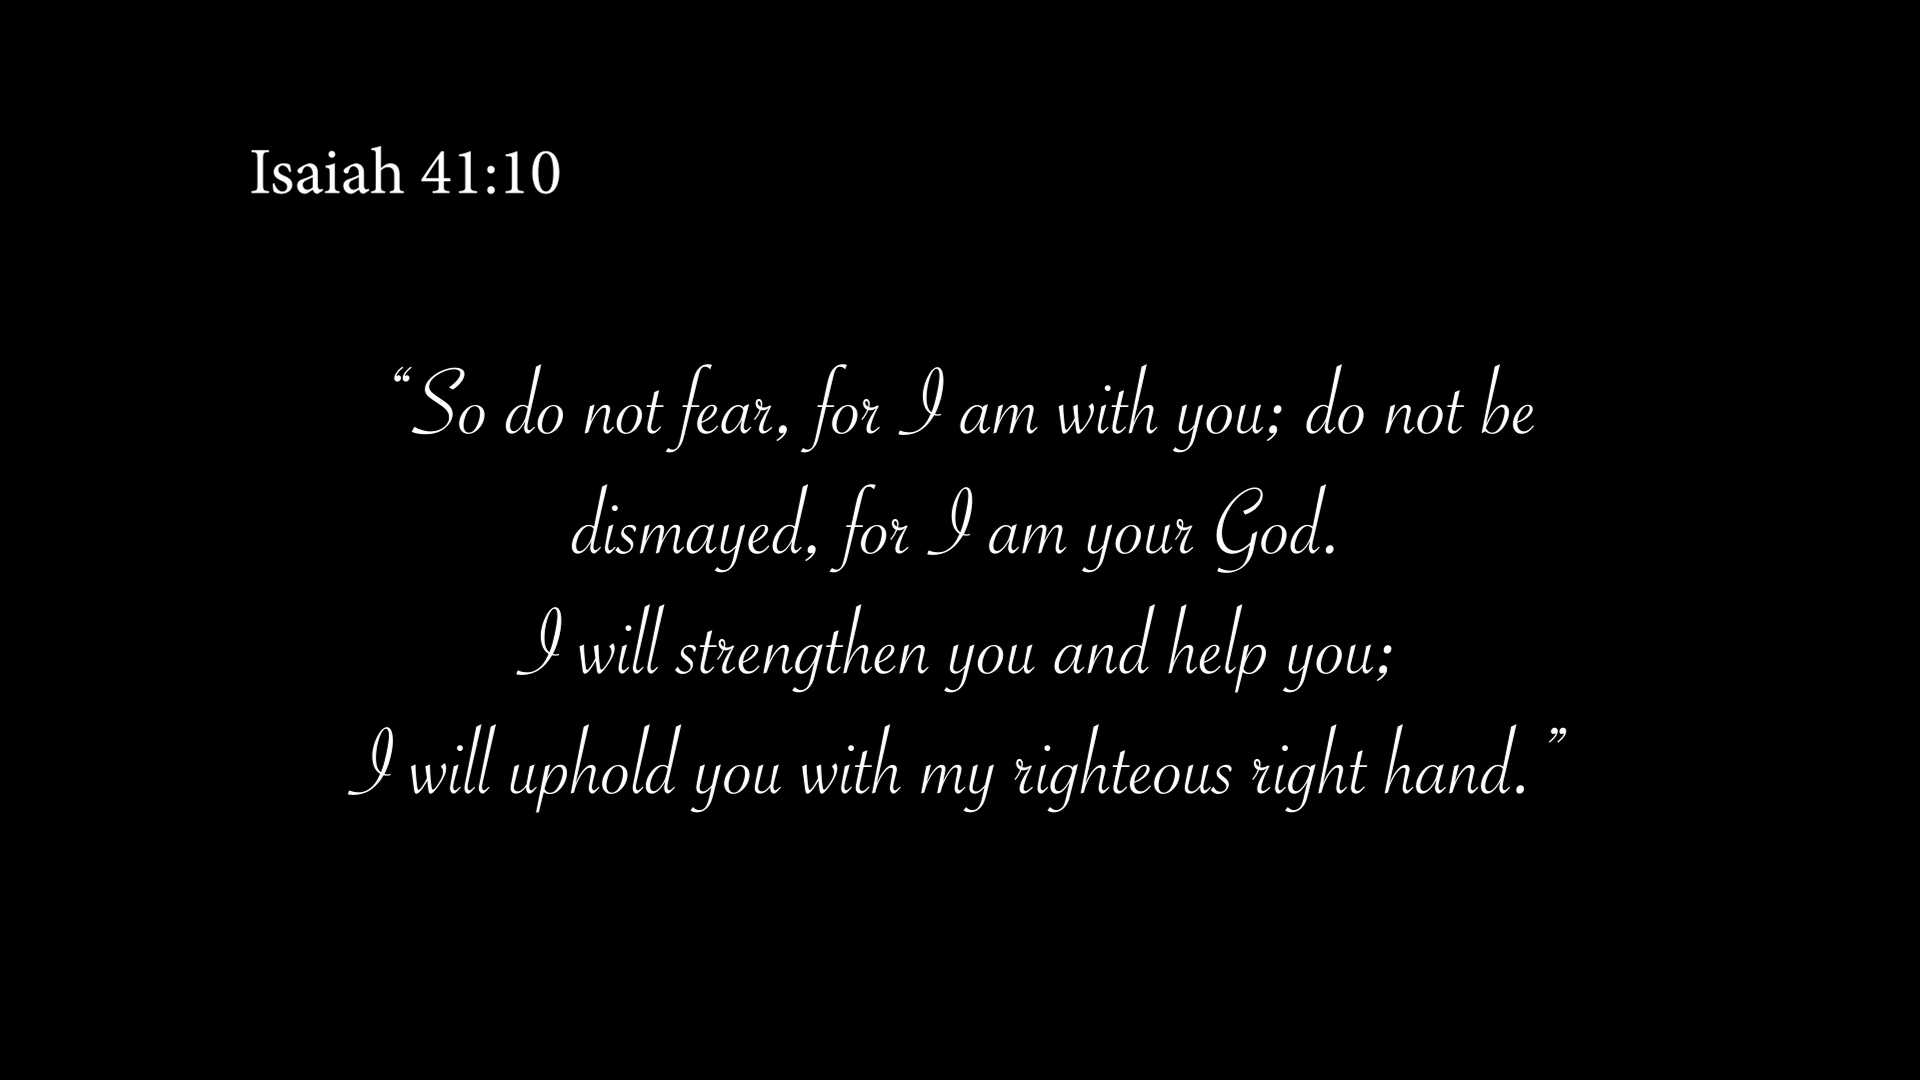 Isaiah 41:10
“So do not fear, for I am with you; do not be
dismayed, for I am your God.
I will strengthen you and help you;
I will uphold you with my righteous right hand.”